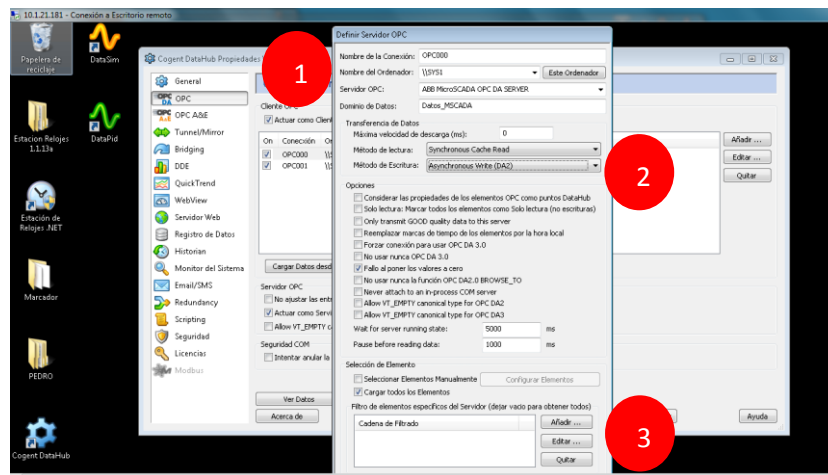 10.1.21.181 - Conexión a Escritorio remoto
Papelera de reciclaje
DataSim
Estacion Relojes 1.1.13a
DataPid
Estación de Relojes .NET
Marcador
PEDRO
Cogent DataHub
Cogent DataHub Propiedades
General
OPC DA OPC
OPC A&E
Tunnel/Mirror
Bridging
DDE
QuickTrend
WebView
Servidor Web
Registro de Datos
Historian
Monitor del Sistema
Email/SMS
Redundancy
Scripting
Seguridad
Licencias
Modbus
Cliente OPC
Actuar como Client
On Conexión Or
OPC000 \\S
OPC001 \\S
Cargar Datos desd
Servidor OPC
No ajustar las entr
Actuar como Servi
Allow VT_EMPTY c
Seguridad COM
Intentar anular la
Ver Datos
Acerca de
Definir Servidor OPC
Nombre de la Conexión: OPC000
Nombre del Ordenador: \\SYS1 Este Ordenador
Servidor OPC: ABB MicroSCADA OPC DA SERVER
Dominio de Datos: Datos_MSCADA
Transferencia de Datos
Máxima velocidad de descarga (ms): 0
Método de lectura: Synchronous Cache Read
Método de Escritura: Asynchronous Write (DA2)
Opciones
Considerar las propiedades de los elementos OPC como puntos DataHub
Solo lectura: Marcar todos los elementos como Solo lectura (no escrituras)
Only transmit GOOD quality data to this server
Reemplazar marcas de tiempo de los elementos por la hora local
Forzar conexión para usar OPC DA 3.0
No usar nunca OPC DA 3.0
Fallo al poner los valores a cero
No usar nunca la función OPC DA2.0 BROWSE_TO
Never attach to an in-process COM server
Allow VT_EMPTY canonical type for OPC DA2
Allow VT_EMPTY canonical type for OPC DA3
Wait for server running state: 5000 ms
Pause before reading data: 1000 ms
Selección de Elemento
Seleccionar Elementos Manualmente Configurar Elementos
Cargar todos los Elementos
Filtro de elementos específicos del Servidor (dejar vacío para obtener todos)
Cadena de Filtrado
Añadir ...
Editar ...
Quitar
Añadir ...
Editar ...
Quitar
Ayuda
1
2
3